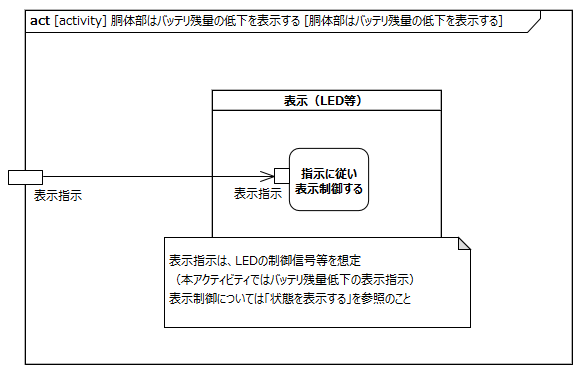 act [activity] 胴体部はバッテリ残量の低下を表示する [胴体部はバッテリ残量の低下を表示する]
表示（LED等）
指示に従い
表示制御する
表示指示
表示指示
表示指示は、LEDの制御信号等を想定
（本アクティビティではバッテリ残量低下の表示指示）
表示制御については「状態を表示する」を参照のこと